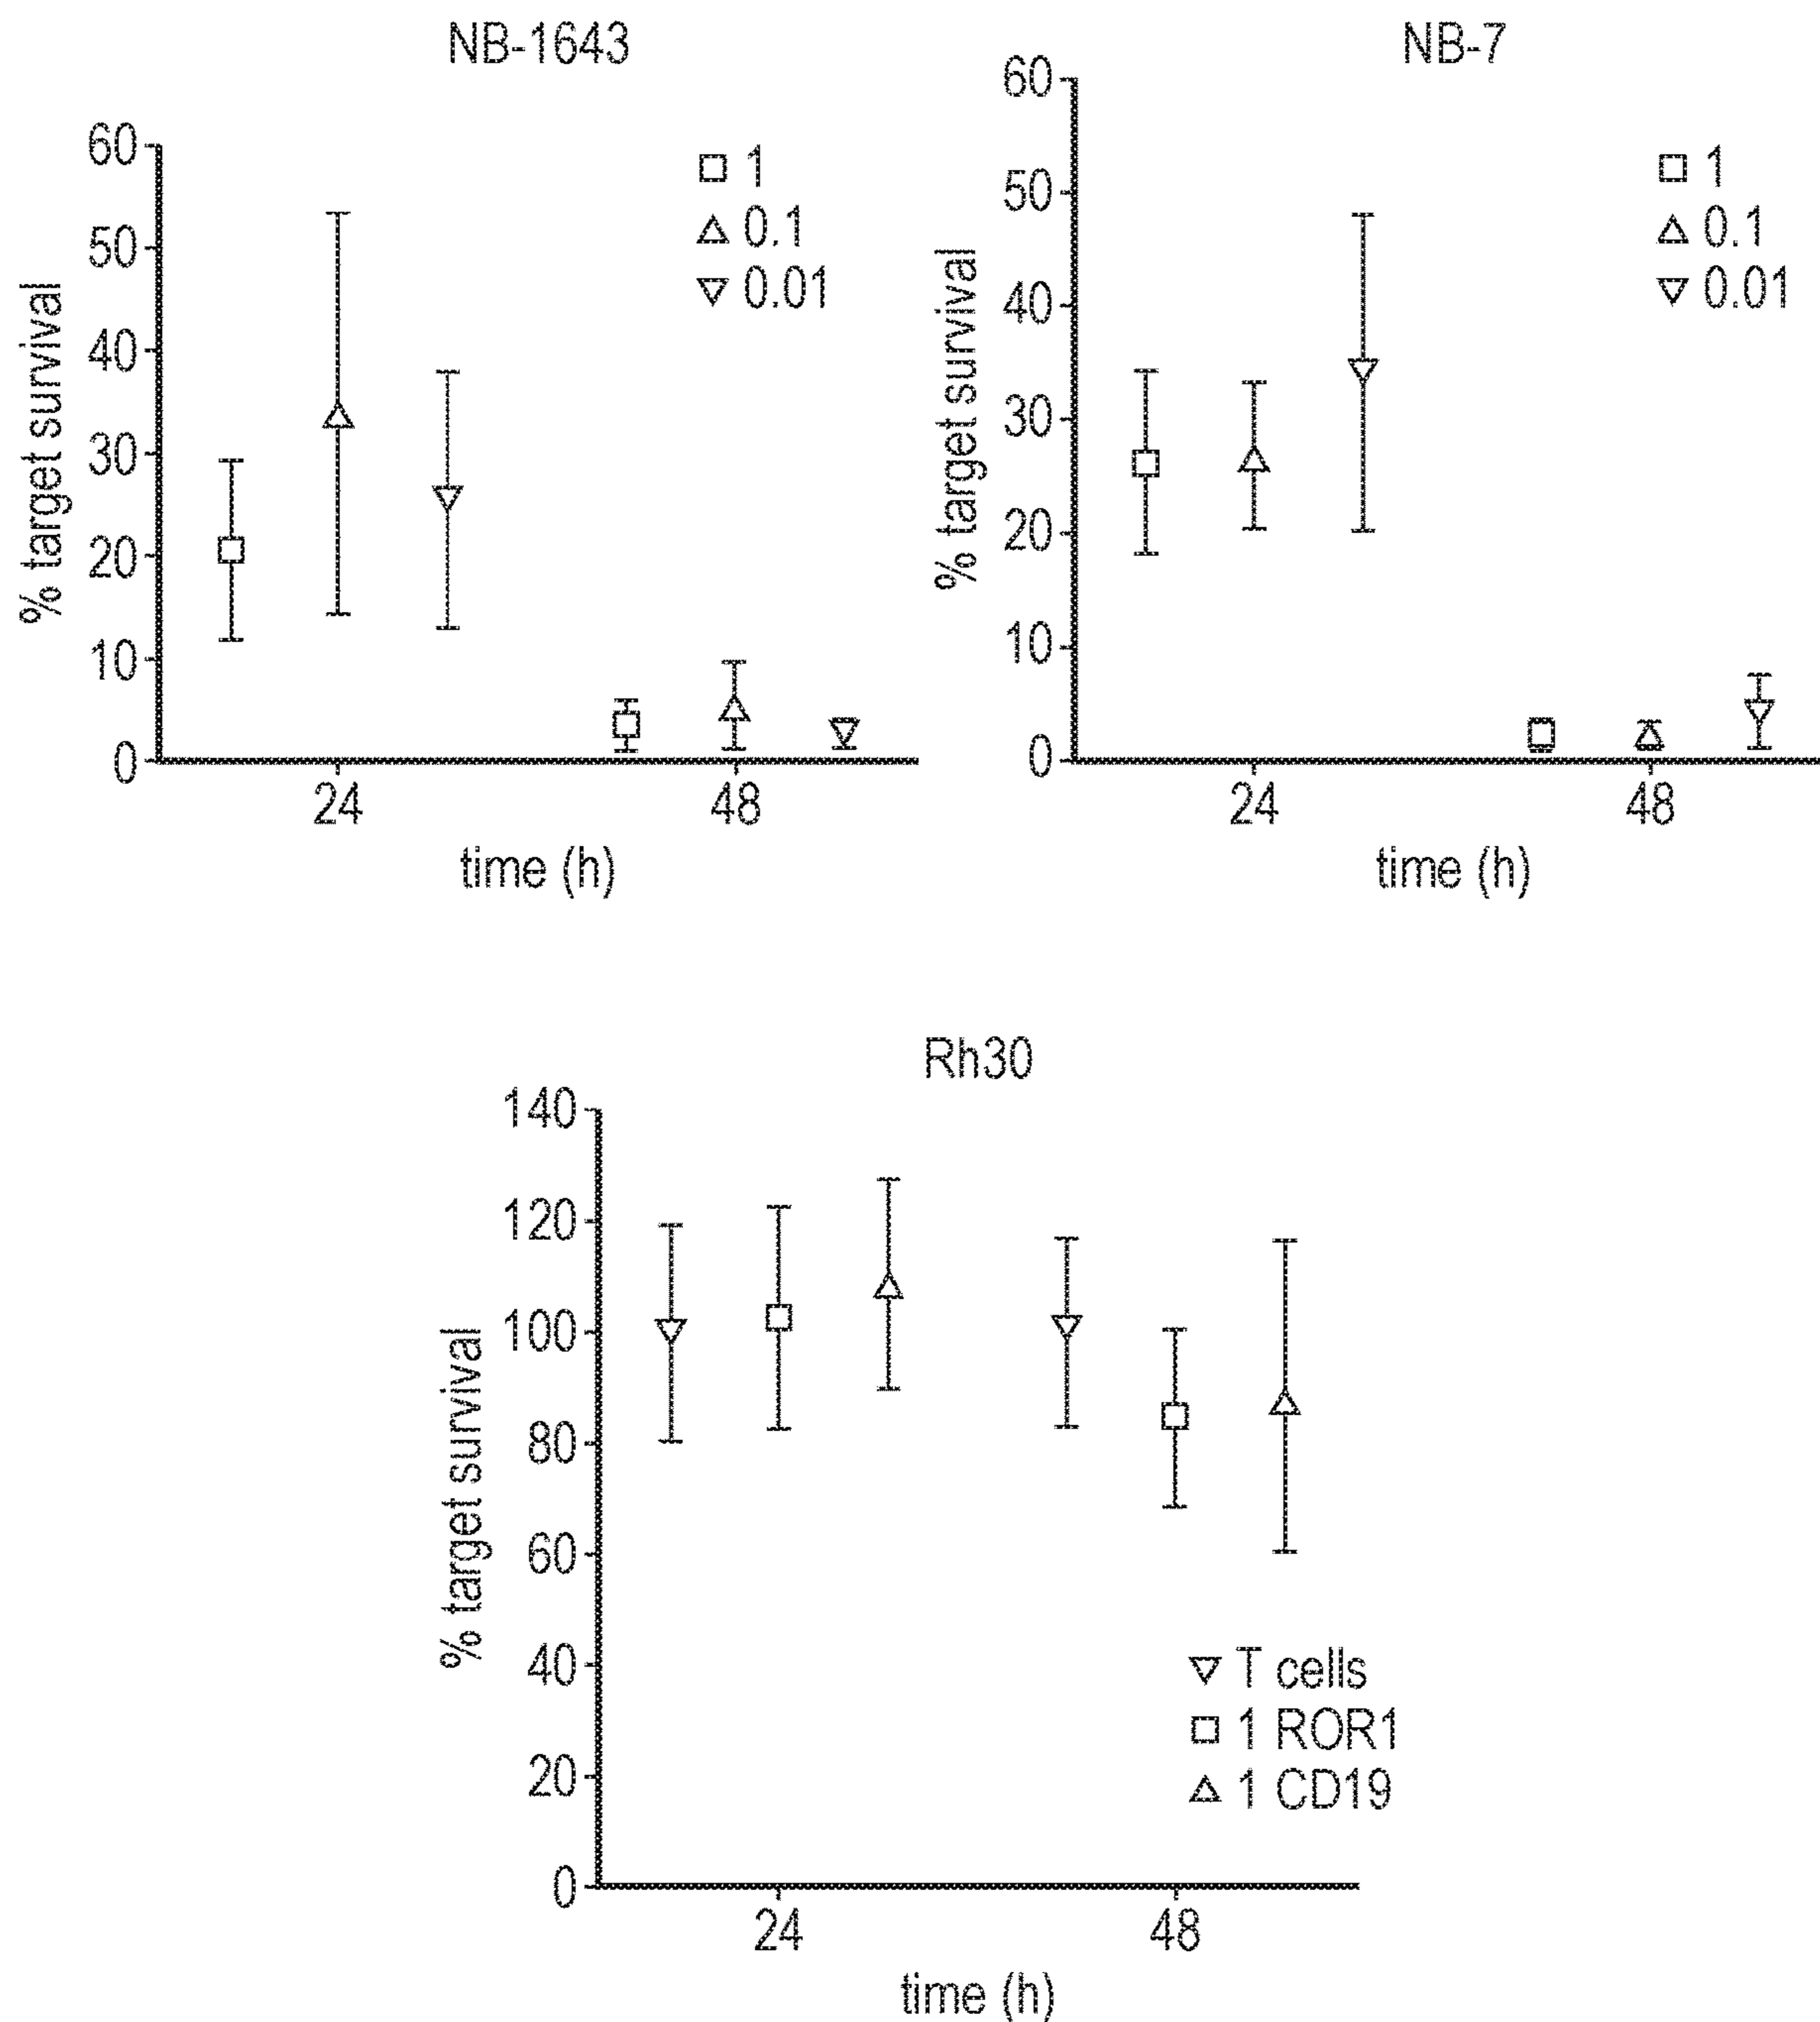 NB-1643
% target survival
60
50
40
30
20
10
0
1
0.1
0.01
24
48
time (h)
NB-7
% target survival
60
50
40
30
20
10
0
1
0.1
0.01
24
48
time (h)
Rh30
% target survival
140
120
100
80
60
40
20
0
T cells
1 ROR1
1 CD19
24
48
time (h)